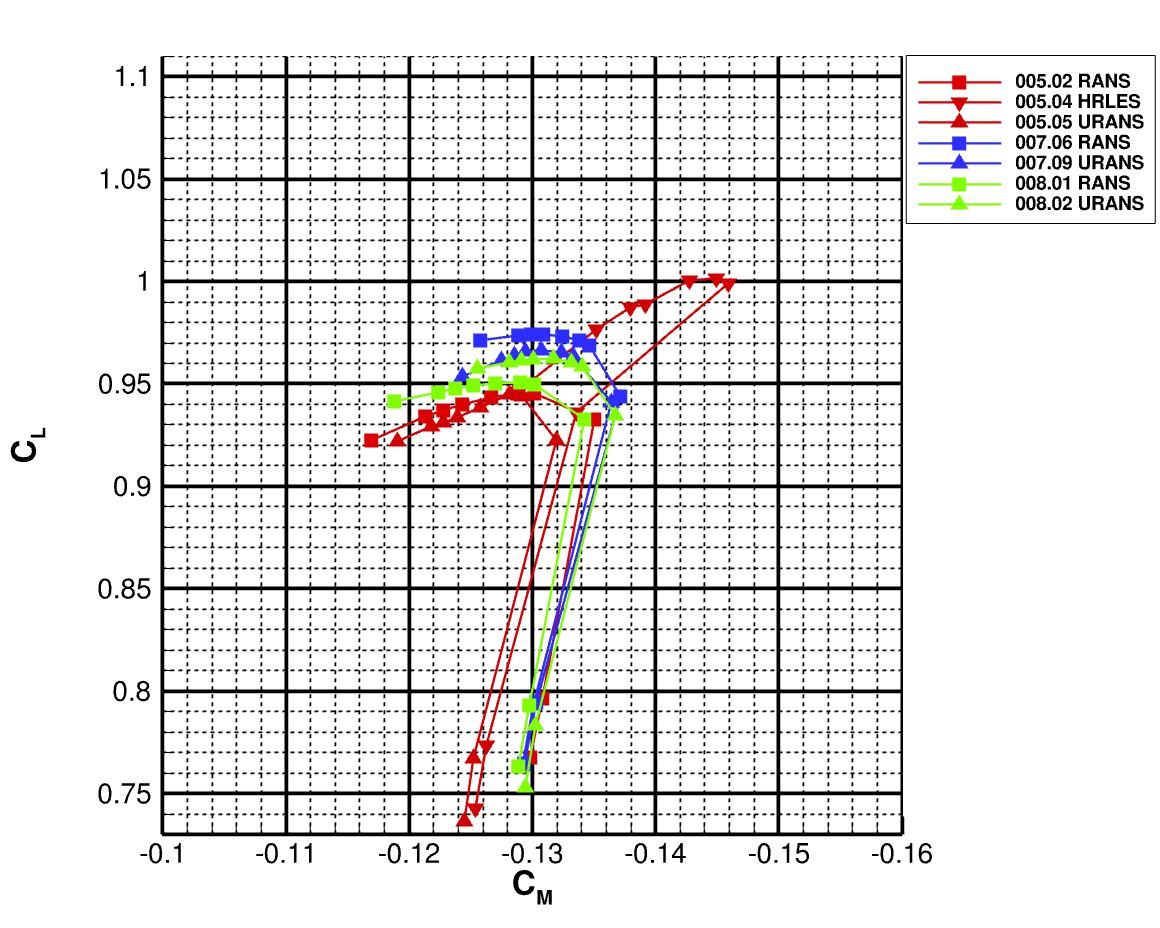 005.02 RANS
005.04 HRLES
005.05 URANS
007.06 RANS
007.09 URANS
008.01 RANS
008.02 URANS
1.1
1.05
1
0.95
0.9
0.85
0.8
0.75
CL
-0.1 -0.11 -0.12 -0.13 -0.14 -0.15 -0.16
CM